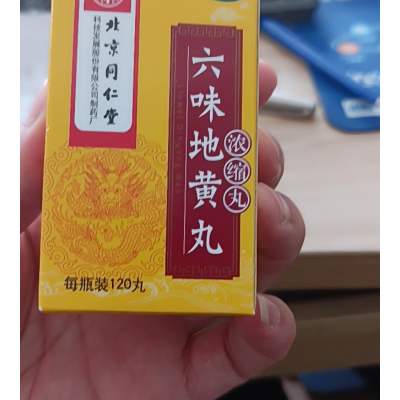 北京同仁堂
科技发展股份有限公司制药厂
六味地黄丸
浓缩丸
每瓶装120丸